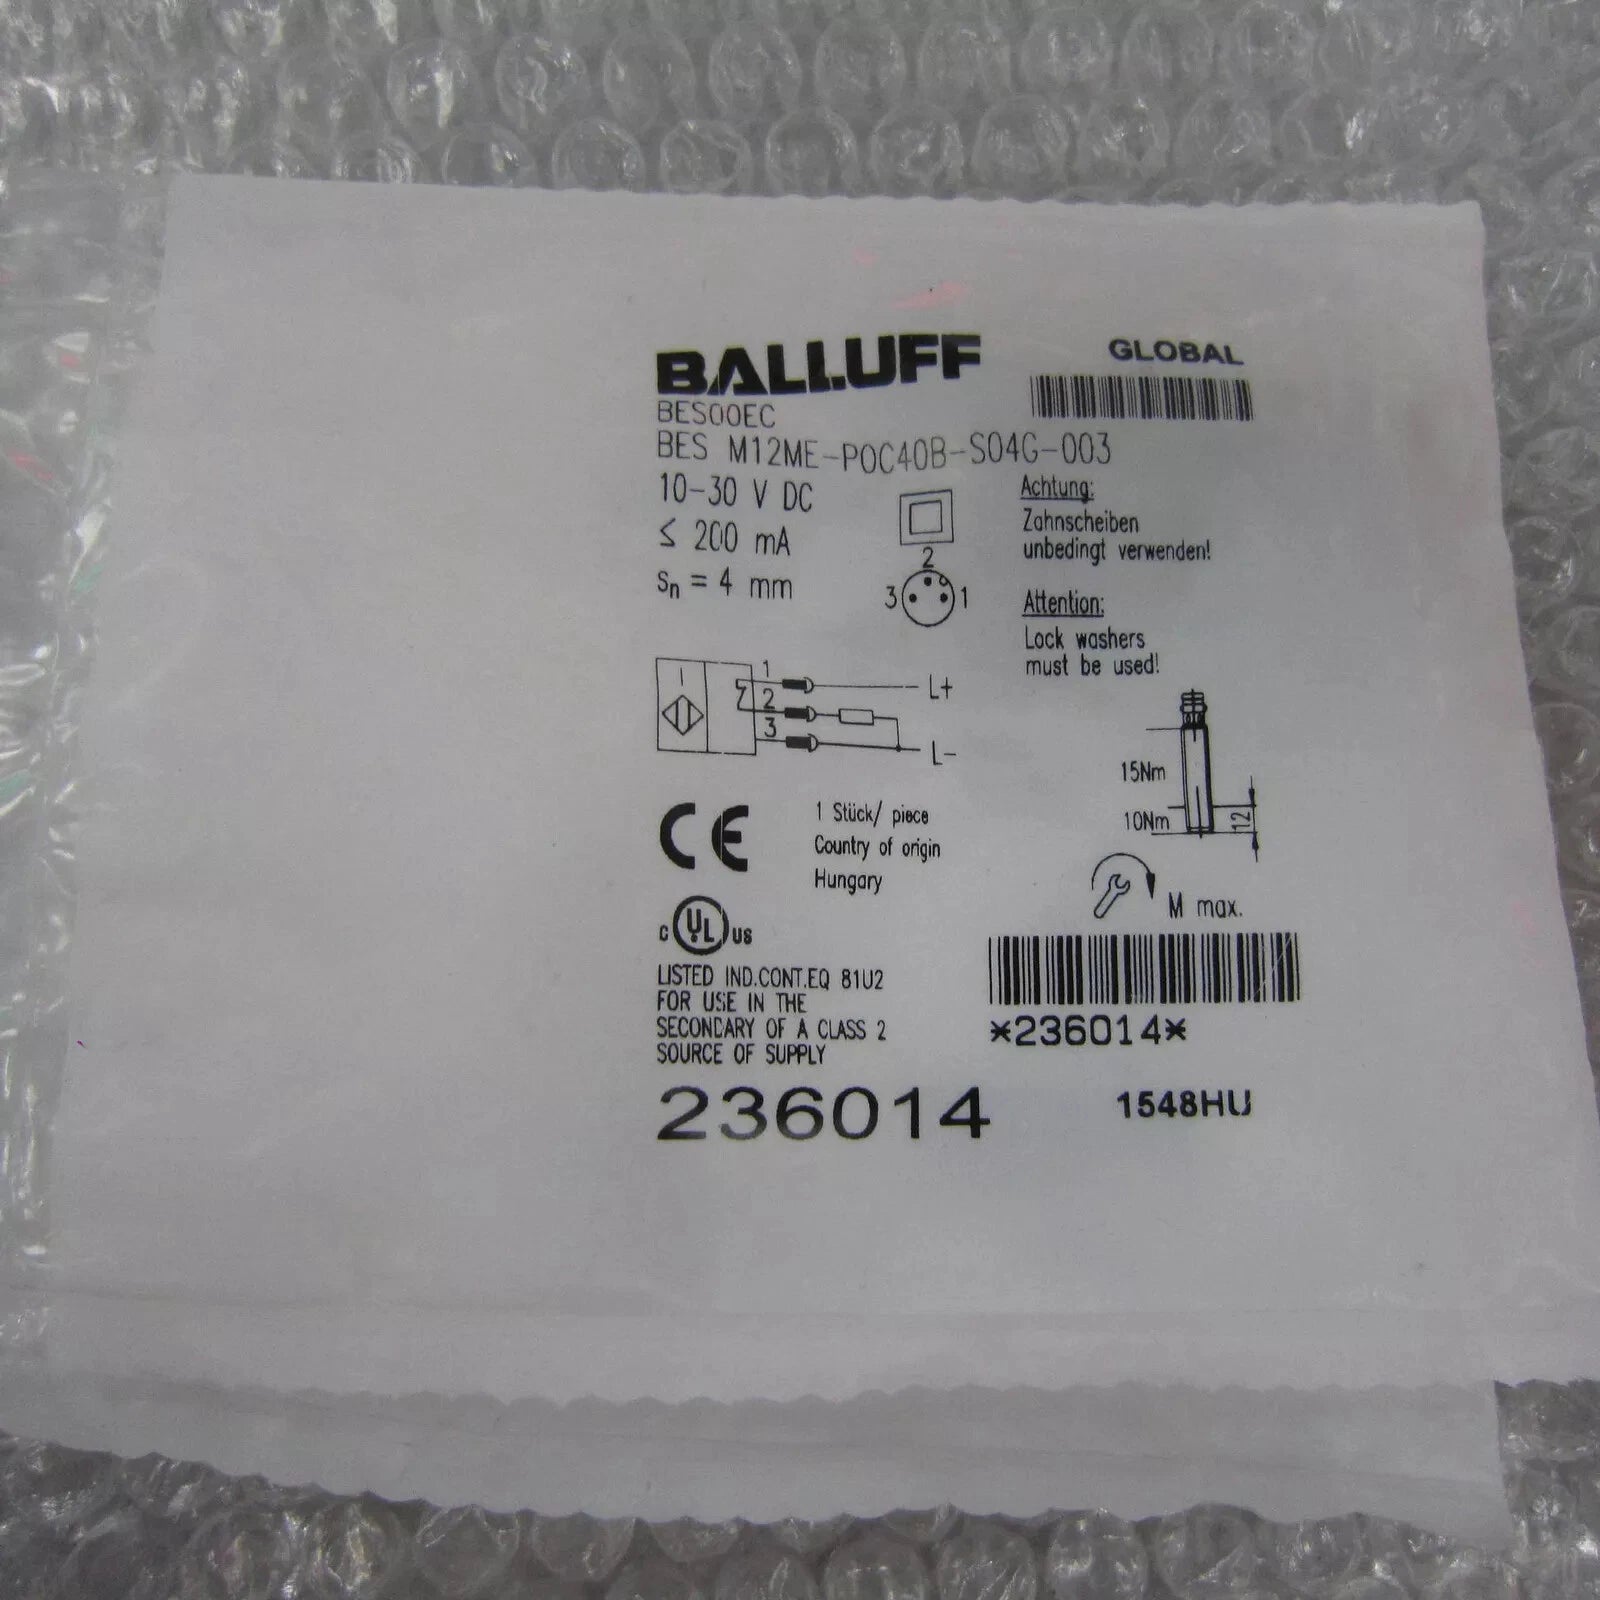 BALLUFF
GLOBAL
BES00EC
BES M12ME-POC40B-S04G-003
10-30 V DC
≤ 200 mA
Sn = 4 mm
2
3
1
Achtung:
Zahnscheiben
unbedingt verwenden!
Attention:
Lock washers
must be used!
1
2
3
L+
L-
15Nm
10Nm
12
M max.
CE
1 Stück/ piece
Country of origin
Hungary
c UL us
LISTED IND.CONT.EQ 81U2
FOR USE IN THE
SECONDARY OF A CLASS 2
SOURCE OF SUPPLY
*236014*
236014
1548HU